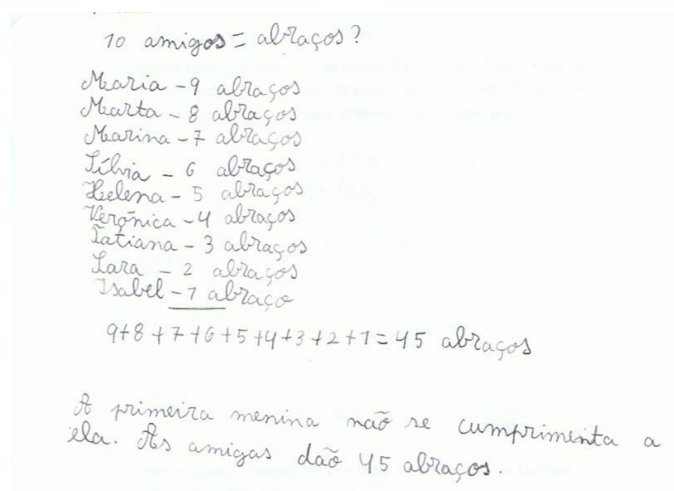 10 amigos = abraços?
Maria - 9 abraços
Marta - 8 abraços
Marina - 7 abraços
Sílvia - 6 abraços
Helena - 5 abraços
Verônica - 4 abraços
Tatiana - 3 abraços
Sara - 2 abraços
Isabel - 1 abraço
9+8+7+6+5+4+3+2+1=45 abraços
A primeira menina não se cumprimenta a
ela. As amigas dão 45 abraços.